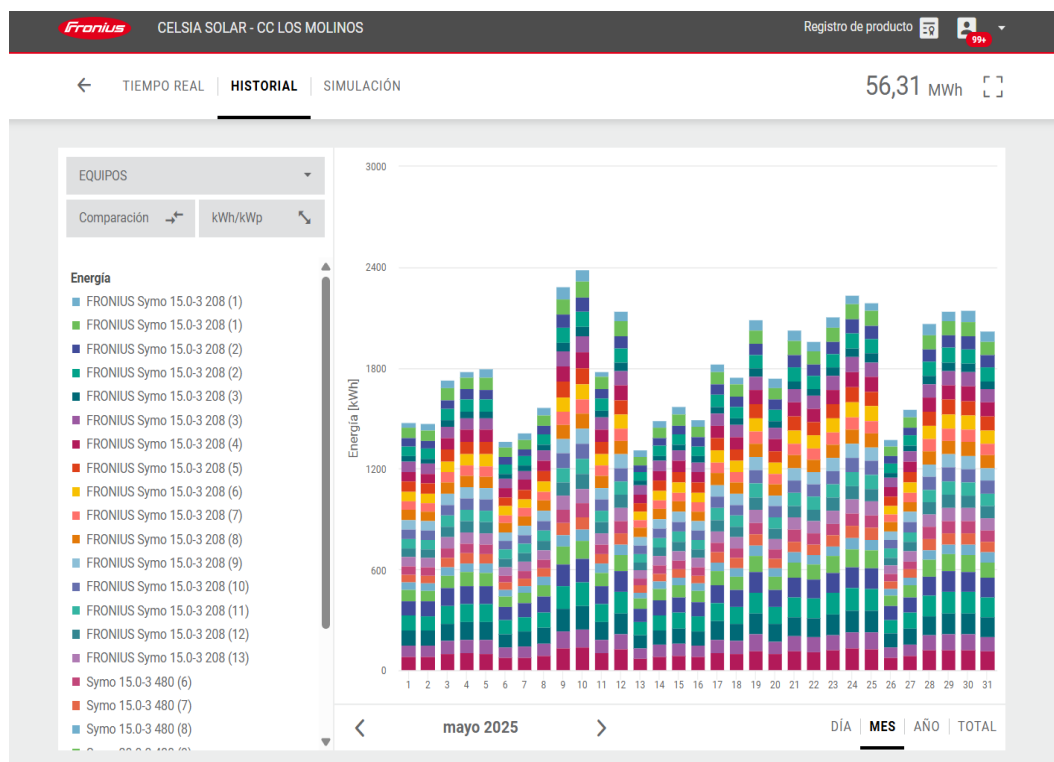 Fronius CELSIA SOLAR - CC LOS MOLINOS Registro de producto 99+
TIEMPO REAL HISTORIAL SIMULACIÓN 56,31 MWh
EQUIPOS
Comparación kWh/kWp
Energía
FRONIUS Symo 15.0-3 208 (1)
FRONIUS Symo 15.0-3 208 (1)
FRONIUS Symo 15.0-3 208 (2)
FRONIUS Symo 15.0-3 208 (2)
FRONIUS Symo 15.0-3 208 (3)
FRONIUS Symo 15.0-3 208 (3)
FRONIUS Symo 15.0-3 208 (4)
FRONIUS Symo 15.0-3 208 (5)
FRONIUS Symo 15.0-3 208 (6)
FRONIUS Symo 15.0-3 208 (7)
FRONIUS Symo 15.0-3 208 (8)
FRONIUS Symo 15.0-3 208 (9)
FRONIUS Symo 15.0-3 208 (10)
FRONIUS Symo 15.0-3 208 (11)
FRONIUS Symo 15.0-3 208 (12)
FRONIUS Symo 15.0-3 208 (13)
Symo 15.0-3 480 (6)
Symo 15.0-3 480 (7)
Symo 15.0-3 480 (8)
3000
2400
1800
1200
600
0
Energía [kWh]
1 2 3 4 5 6 7 8 9 10 11 12 13 14 15 16 17 18 19 20 21 22 23 24 25 26 27 28 29 30 31
mayo 2025
DÍA MES AÑO TOTAL